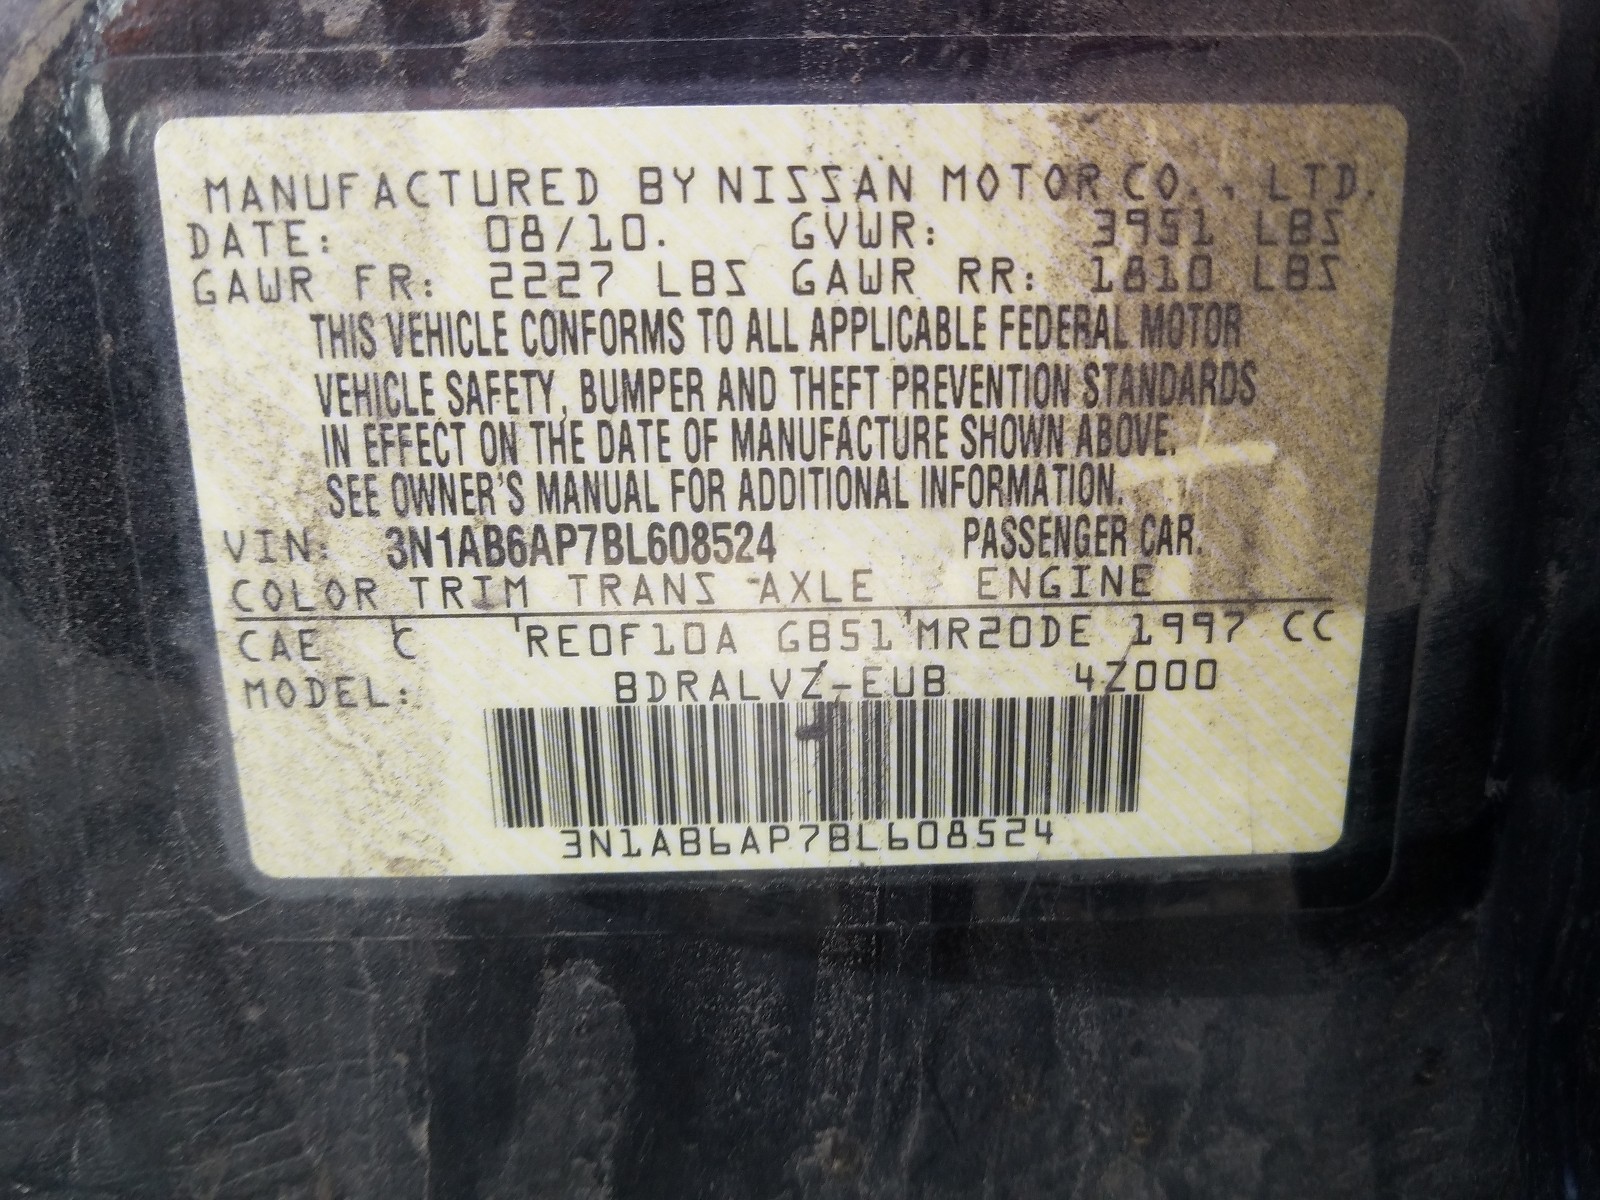 MANUFACTURED BY NISSAN MOTOR CO., LTD.
DATE: 08/10. GVWR: 3951 LBS
GAWR FR: 2227 LBS GAWR RR: 1810 LBS
THIS VEHICLE CONFORMS TO ALL APPLICABLE FEDERAL MOTOR
VEHICLE SAFETY, BUMPER AND THEFT PREVENTION STANDARDS
IN EFFECT ON THE DATE OF MANUFACTURE SHOWN ABOVE.
SEE OWNER'S MANUAL FOR ADDITIONAL INFORMATION.
VIN: 3N1AB6AP7BL608524 PASSENGER CAR.
COLOR TRIM TRANS AXLE ENGINE
CAE C RE0F10A GB51 MR20DE 1997 CC
MODEL: BDRALVZ-EUB 4Z000
3N1AB6AP7BL608524